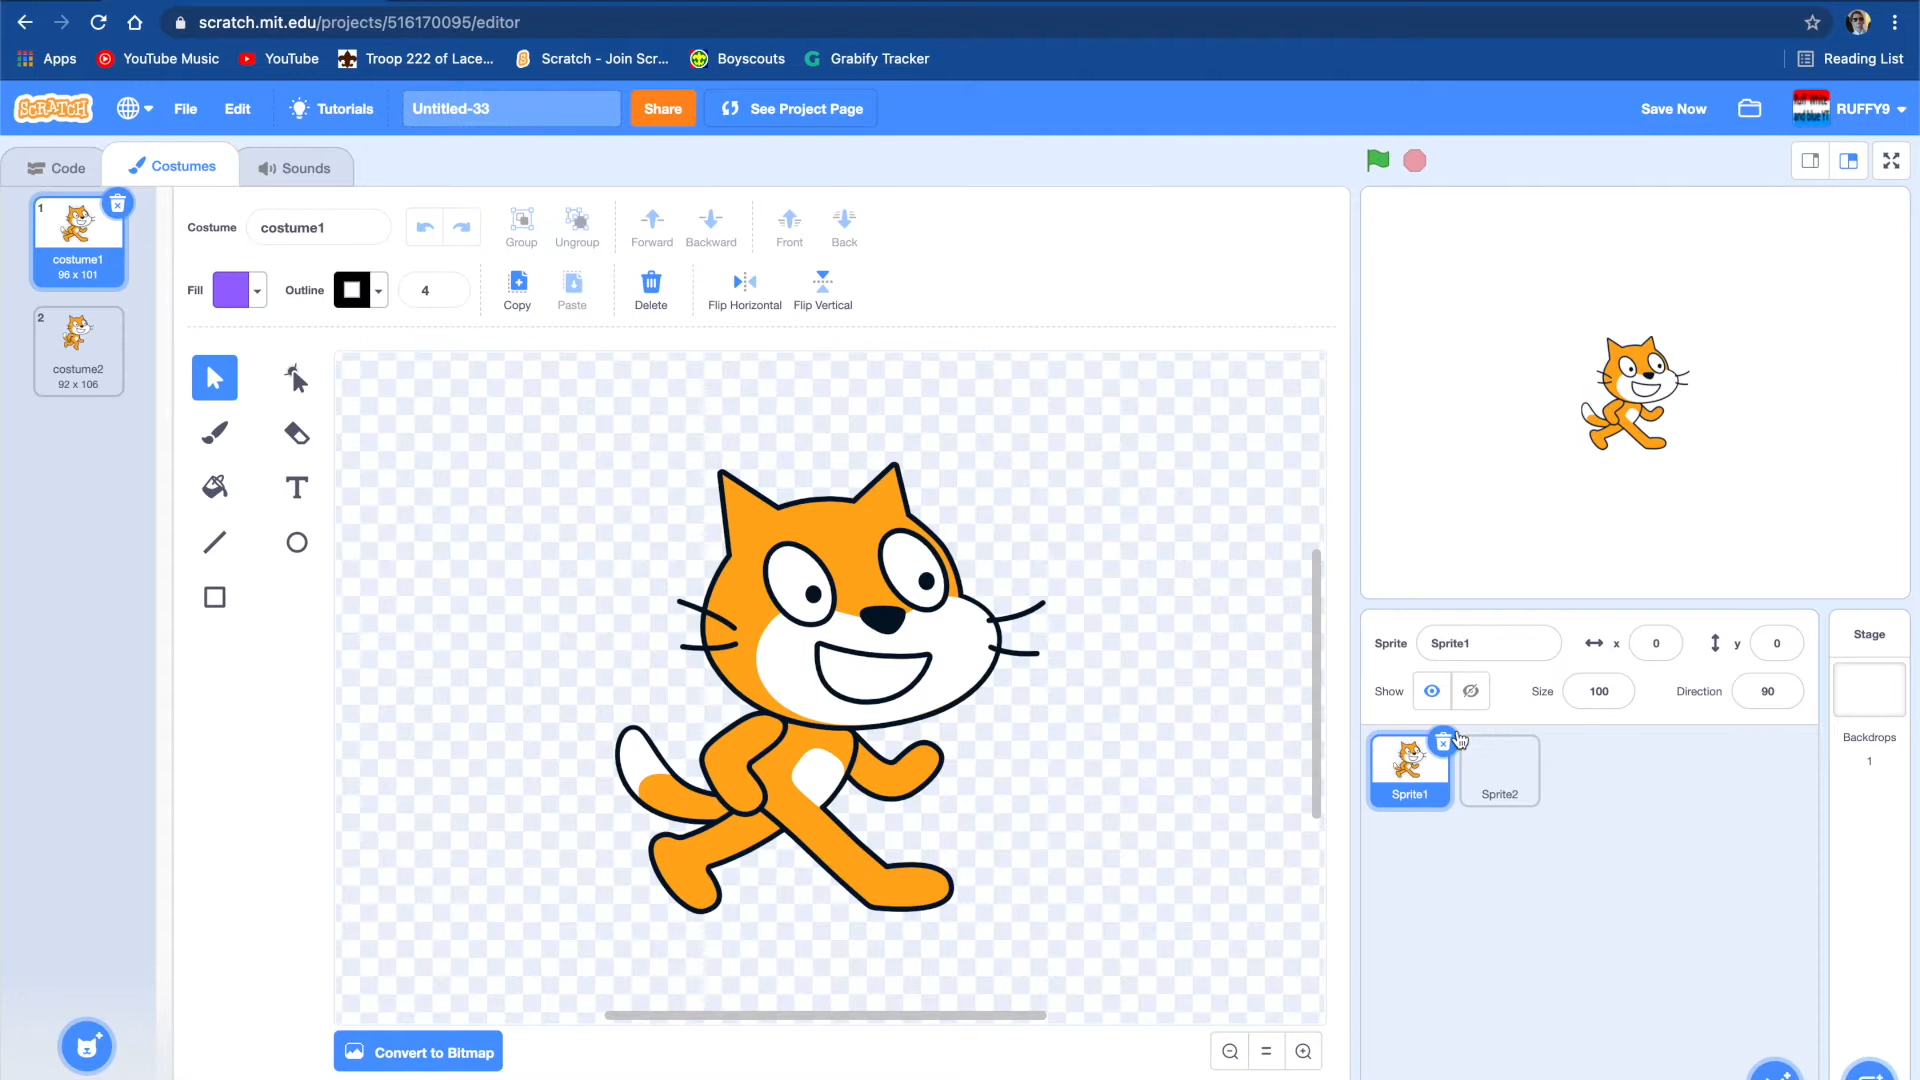 scratch.mit.edu/projects/516170095/editor
Apps YouTube Music YouTube Troop 222 of Lace... Scratch - Join Scr... Boyscouts Grabify Tracker Reading List
SCRATCH File Edit Tutorials Untitled-33 Share See Project Page Save Now RUFFY9
Code Costumes Sounds
1
costume1
96 x 101
2
costume2
92 x 106
Costume costume1 Group Ungroup Forward Backward Front Back
Fill Outline 4 Copy Paste Delete Flip Horizontal Flip Vertical
T
Convert to Bitmap
Sprite Sprite1 x 0 y 0
Show Size 100 Direction 90
Sprite1 Sprite2
Stage
Backdrops
1